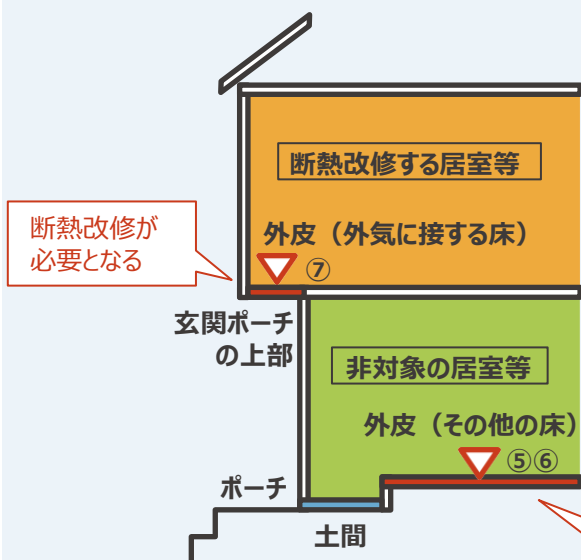 断熱改修する居室等
断熱改修が
必要となる
外皮（外気に接する床）
⑦
玄関ポーチ
の上部
非対象の居室等
外皮（その他の床）
⑤⑥
ポーチ
土間